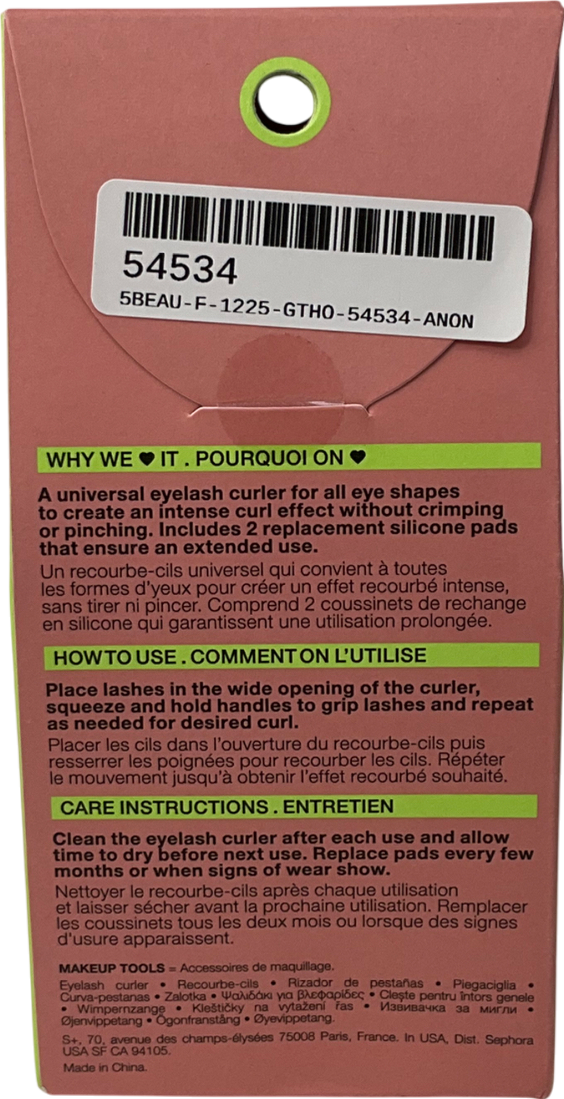 54534
5BEAU-F-1225-GTHO-54534-ANON
WHY WE ♥ IT . POURQUOI ON ♥
A universal eyelash curler for all eye shapes
to create an intense curl effect without crimping
or pinching. Includes 2 replacement silicone pads
that ensure an extended use.
Un recourbe-cils universel qui convient à toutes
les formes d'yeux pour créer un effet recourbé intense,
sans tirer ni pincer. Comprend 2 coussinets de rechange
en silicone qui garantissent une utilisation prolongée.
HOW TO USE . COMMENT ON L'UTILISE
Place lashes in the wide opening of the curler,
squeeze and hold handles to grip lashes and repeat
as needed for desired curl.
Placer les cils dans l'ouverture du recourbe-cils puis
resserrer les poignées pour recourber les cils. Répéter
le mouvement jusqu'à obtenir l'effet recourbé souhaité.
CARE INSTRUCTIONS . ENTRETIEN
Clean the eyelash curler after each use and allow
time to dry before next use. Replace pads every few
months or when signs of wear show.
Nettoyer le recourbe-cils après chaque utilisation
et laisser sécher avant la prochaine utilisation. Remplacer
les coussinets tous les deux mois ou lorsque des signes
d'usure apparaissent.
MAKEUP TOOLS = Accessoires de maquillage.
Eyelash curler • Recourbe-cils • Rizador de pestañas • Piegaciglia •
Curva-pestanas • Zalotka • Ψαλιδάκι για βλεφαρίδες • Clește pentru întors genele
• Wimpernzange • Kleštičky na vytažení řas • Извивачка за мигли •
Øjenvippetang • Ögonfranstång • Øyevippetang.
S+, 70, avenue des champs-élysées 75008 Paris, France. In USA, Dist. Sephora
USA SF CA 94105.
Made in China.